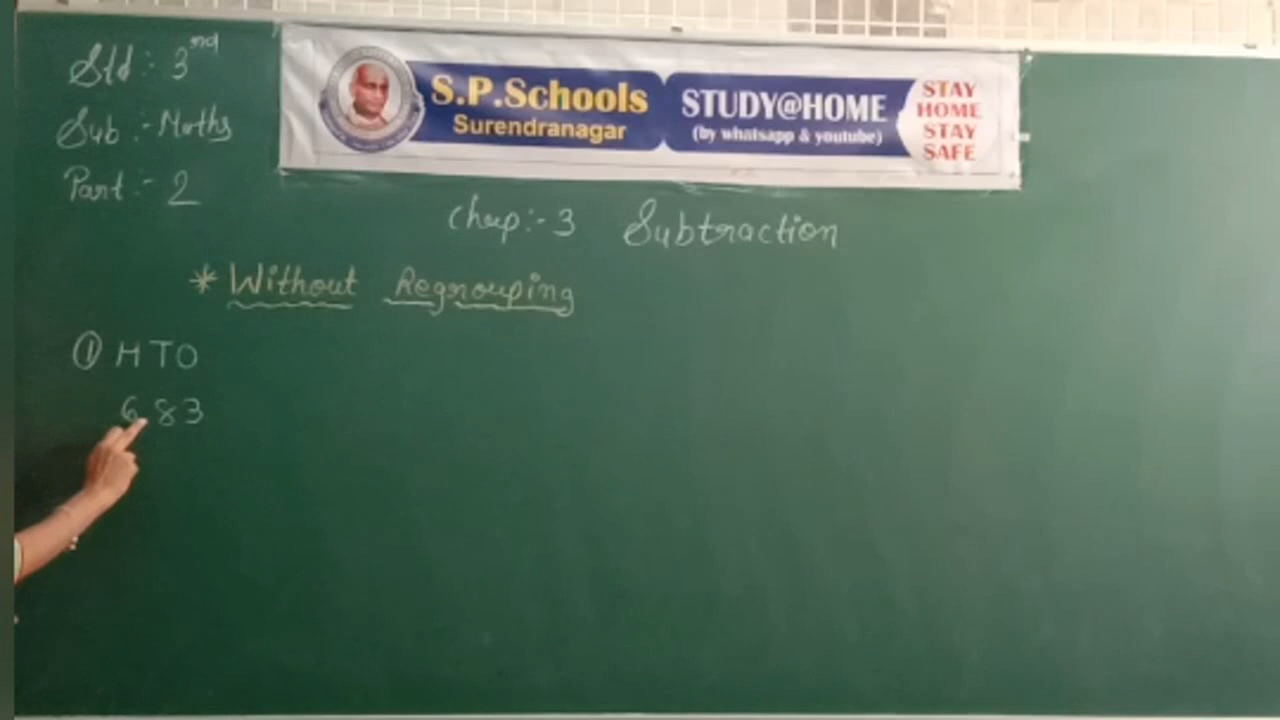 Std :- 3nd
Sub :- Maths
Part :- 2
S.P.Schools
Surendranagar
STUDY@HOME
(by whatsapp & youtube)
STAY
HOME
STAY
SAFE
Chap:- 3 Subtraction
* Without Regrouping
① H T O
6 8 3